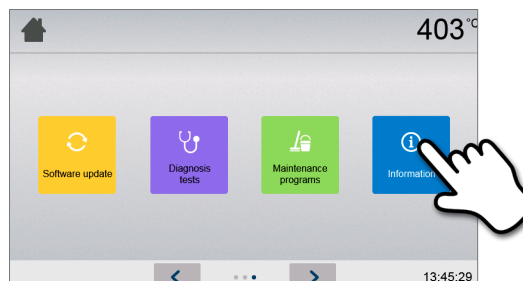 403°C
Software update
Diagnosis
tests
Maintenance
programs
Information
13:45:29